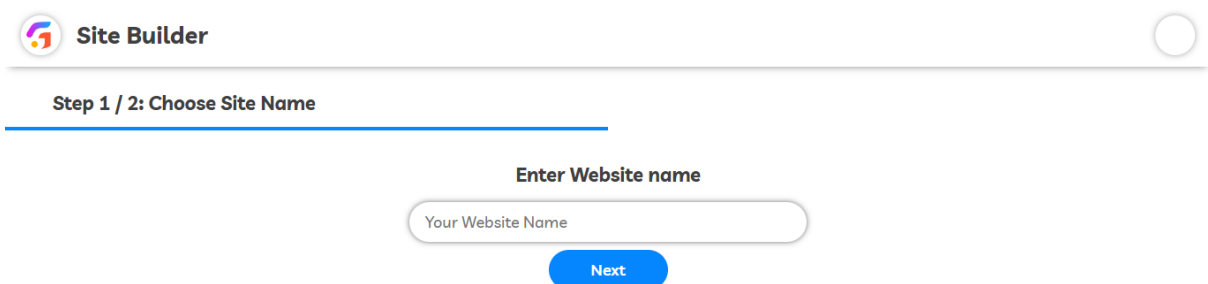 Site Builder
Step 1 / 2: Choose Site Name
Enter Website name
Your Website Name
Next